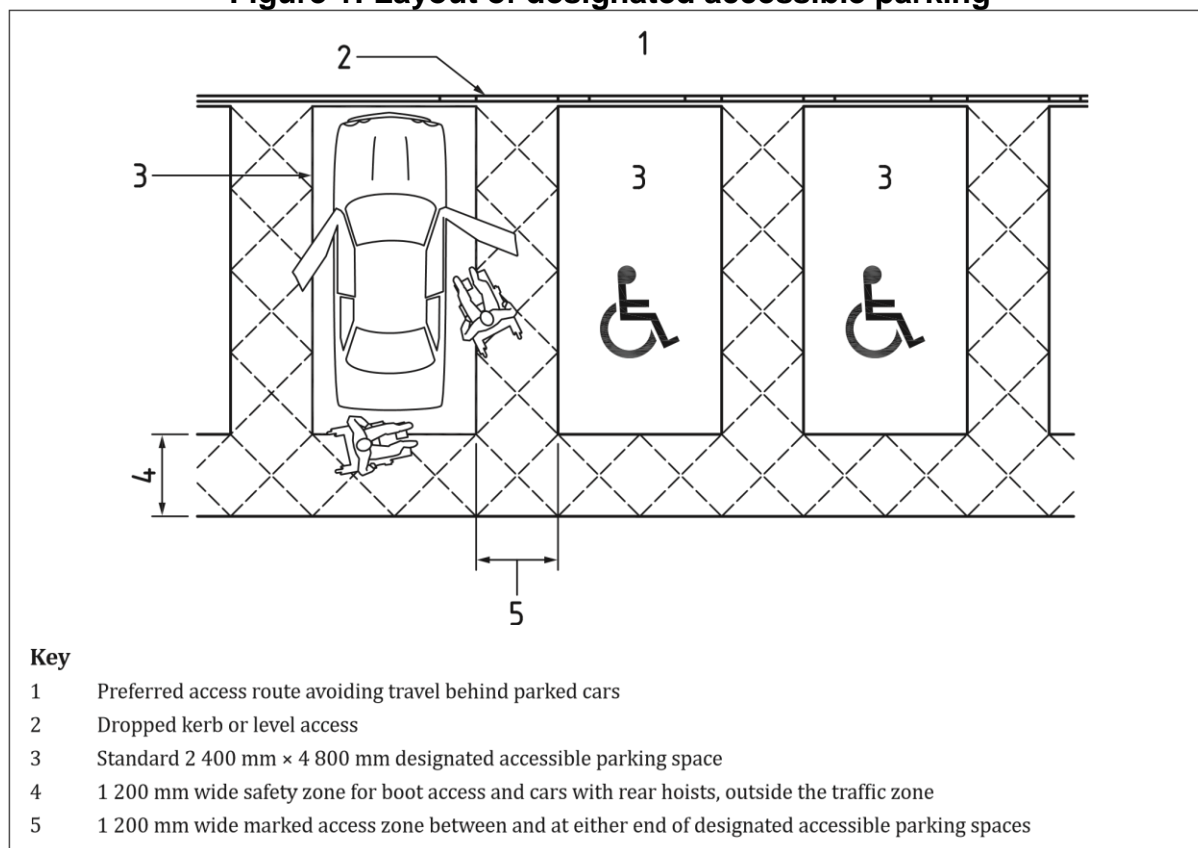 Figure 1: Layout of designated accessible parking
1
2
3
3
3
4
5
Key
1 Preferred access route avoiding travel behind parked cars
2 Dropped kerb or level access
3 Standard 2 400 mm × 4 800 mm designated accessible parking space
4 1 200 mm wide safety zone for boot access and cars with rear hoists, outside the traffic zone
5 1 200 mm wide marked access zone between and at either end of designated accessible parking spaces